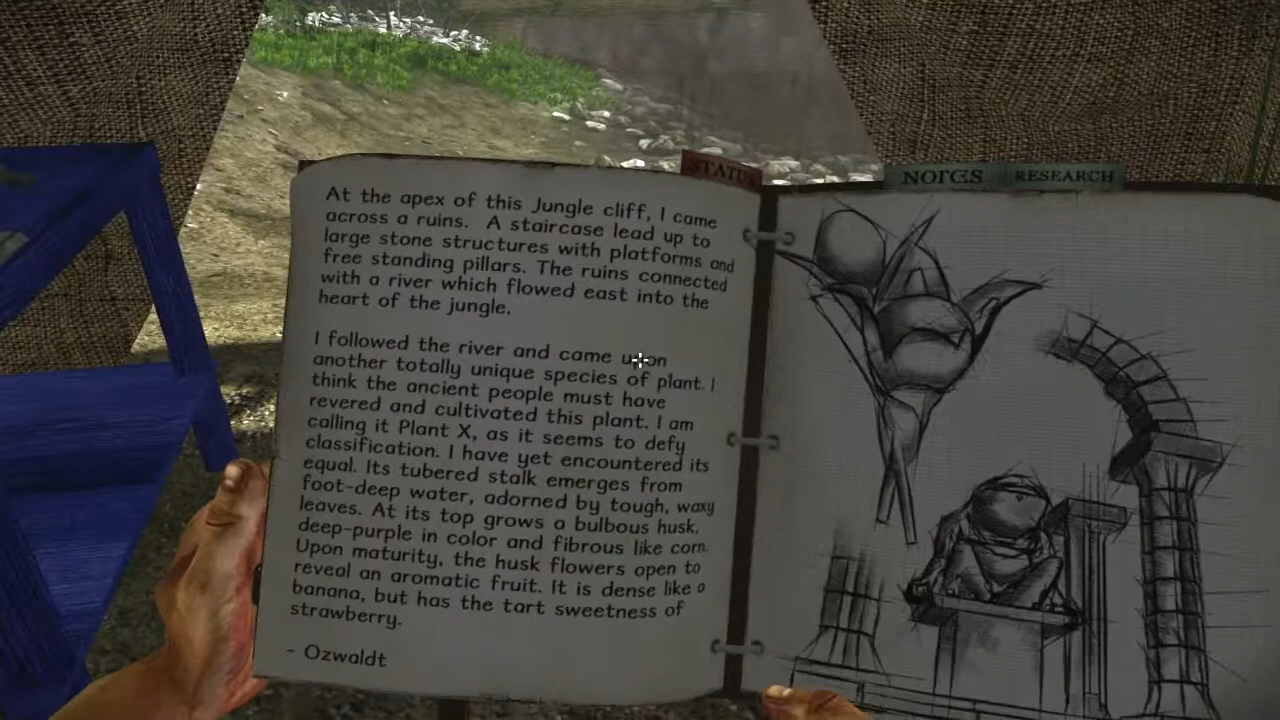 STATUS
NOTES
RESEARCH
At the apex of this Jungle cliff, I came
across a ruins. A staircase lead up to
large stone structures with platforms and
free standing pillars. The ruins connected
with a river which flowed east into the
heart of the jungle.
I followed the river and came upon
another totally unique species of plant. I
think the ancient people must have
revered and cultivated this plant. I am
calling it Plant X, as it seems to defy
classification. I have yet encountered its
equal. Its tubered stalk emerges from
foot-deep water, adorned by tough, waxy
leaves. At its top grows a bulbous husk,
deep-purple in color and fibrous like corn.
Upon maturity, the husk flowers open to
reveal an aromatic fruit. It is dense like a
banana, but has the tart sweetness of
strawberry.
- Ozwaldt